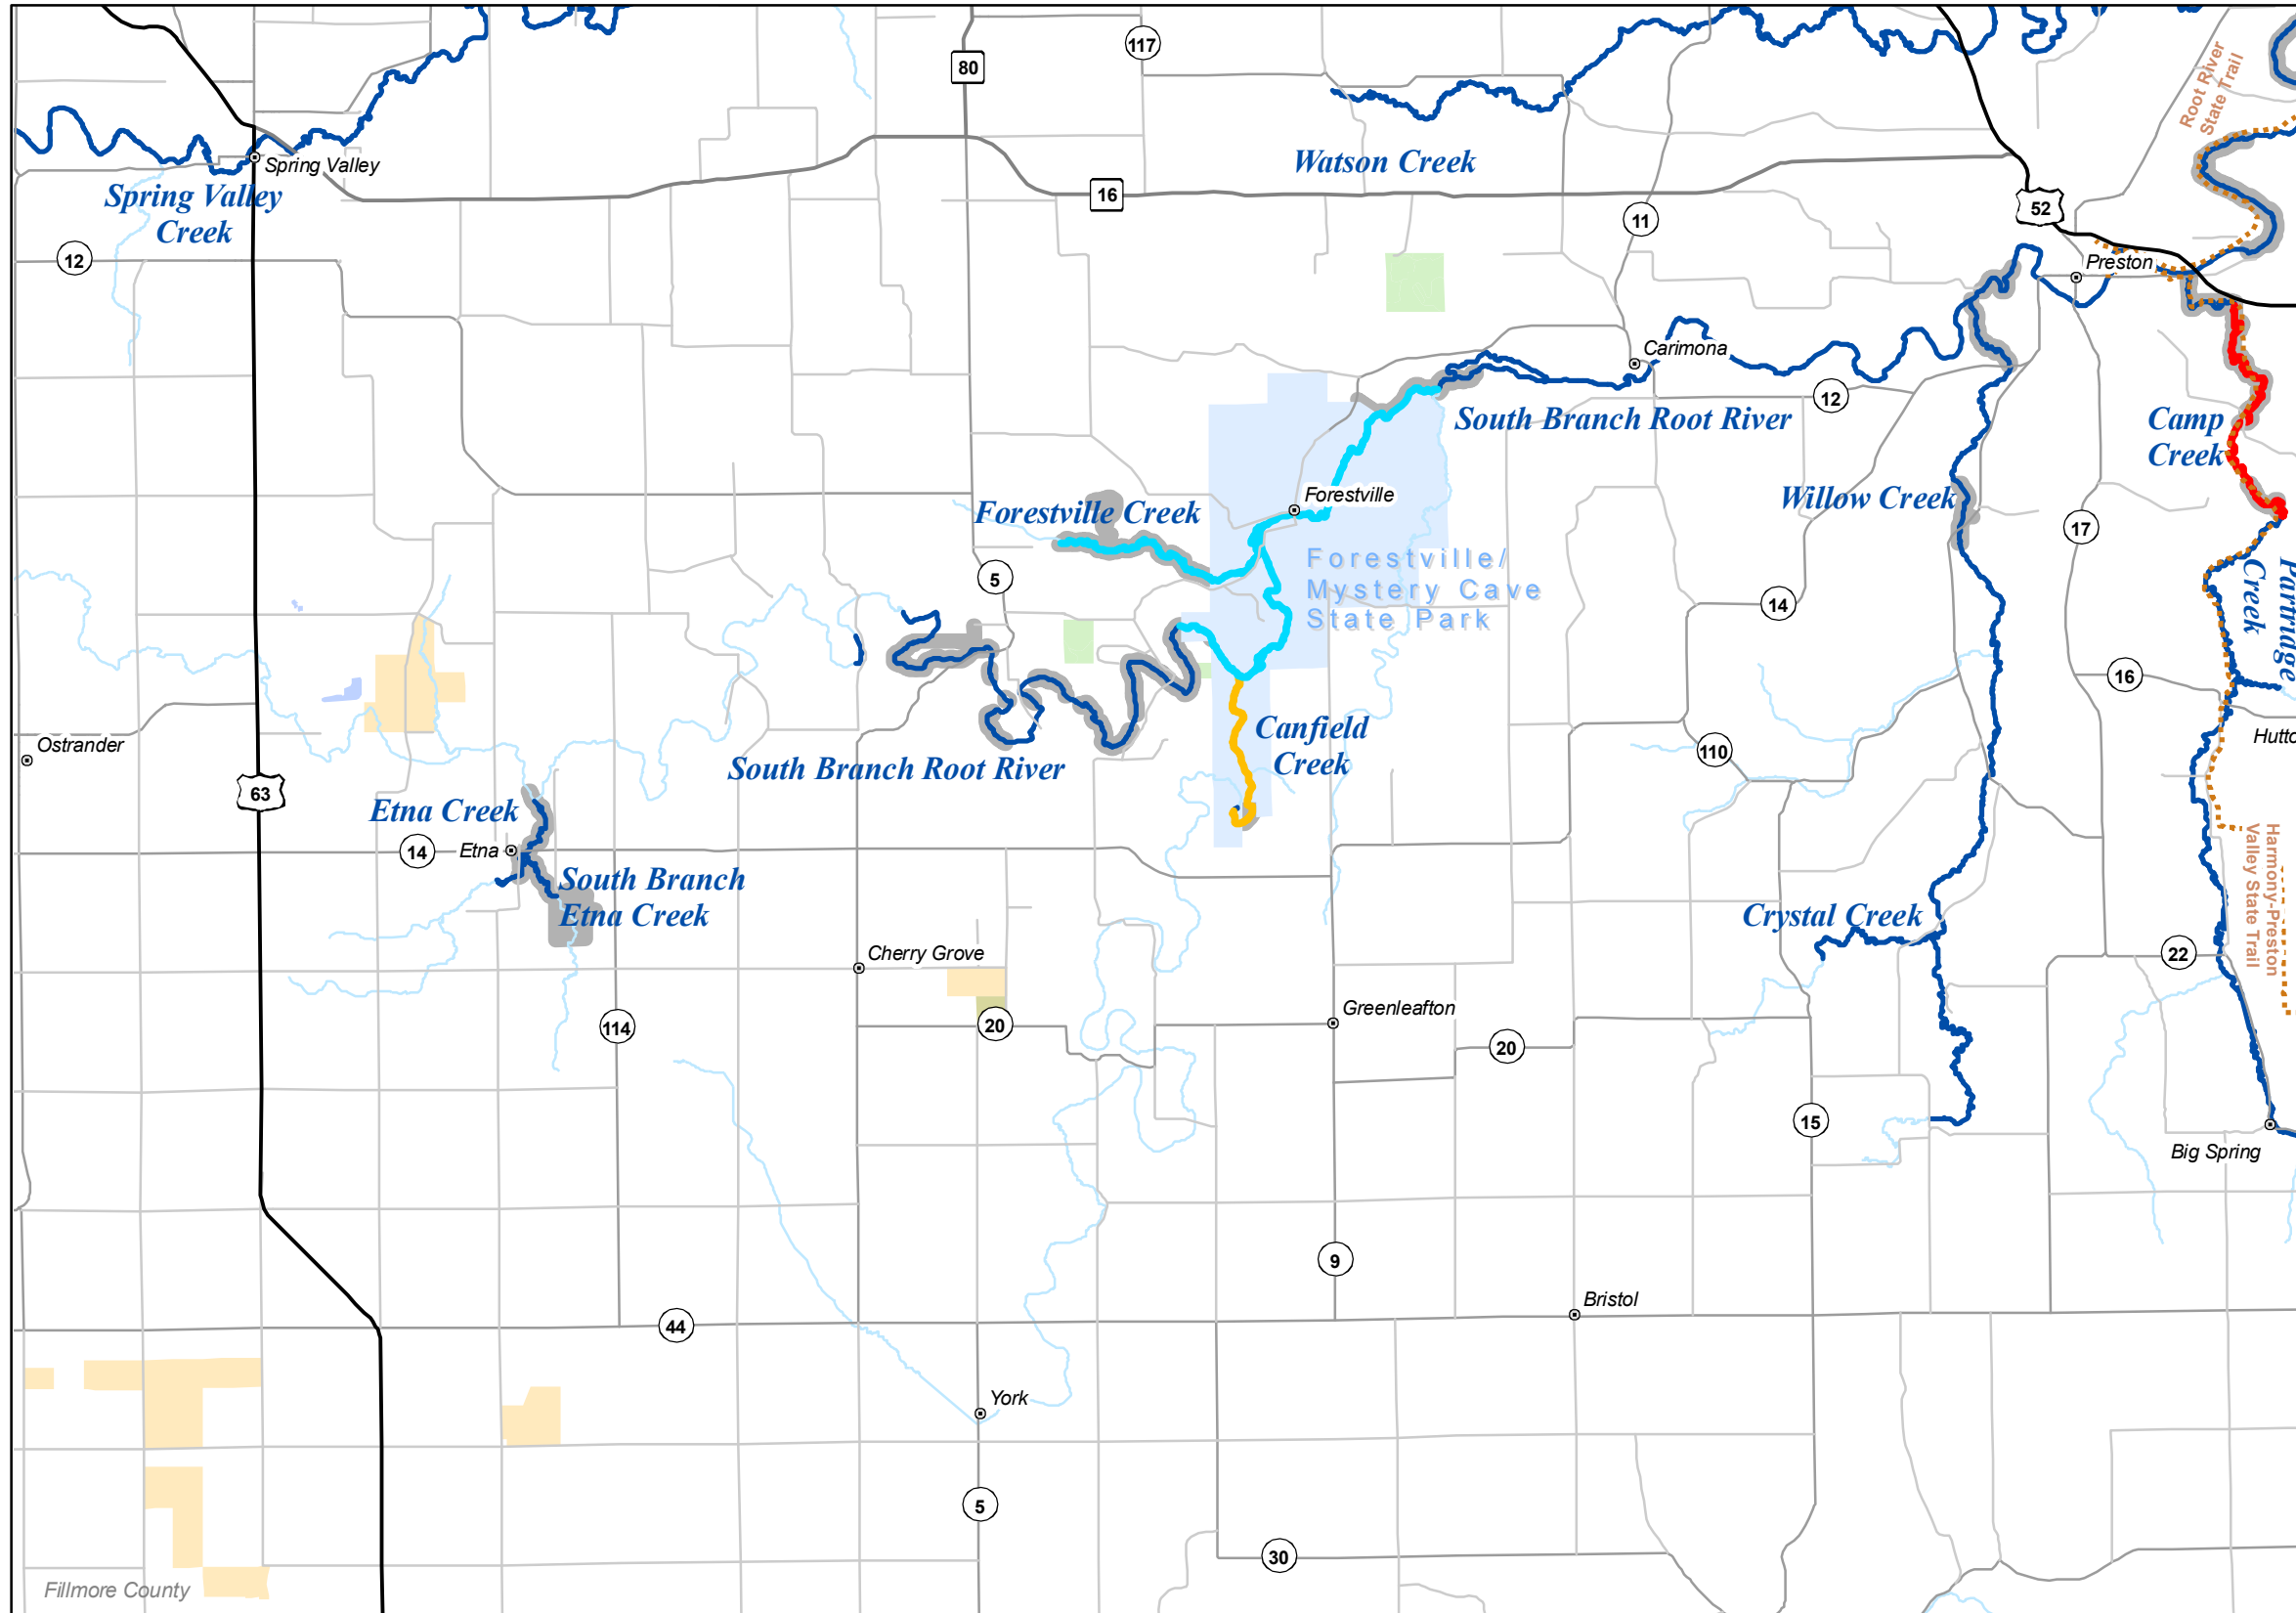 117
80
Root River
State Trail
Spring Valley
Watson Creek
Spring Valley
Creek
16
52
11
12
Preston
Carimona
12
South Branch Root River
Camp
Creek
Forestville
Willow Creek
Forestville Creek
17
Forestville/
Mystery Cave
State Park
5
Partridge
Creek
14
16
Ostrander
Canfield
Creek
Hutto
110
South Branch Root River
63
Etna Creek
14
Etna
Harmony-Preston
Valley State Trail
South Branch
Etna Creek
Crystal Creek
Cherry Grove
22
Greenleafton
114
20
20
15
Big Spring
9
Bristol
44
York
5
30
Fillmore County